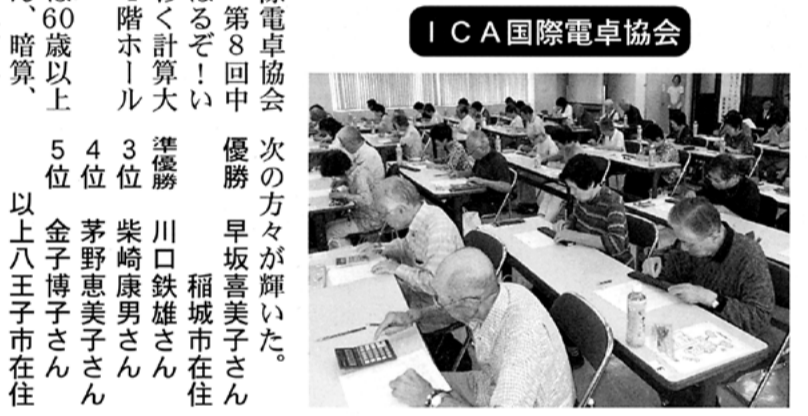 ＩＣＡ国際電卓協会
電卓協会
第８回中
るぞ！い
く計算大
階ホール
60歳以上
、暗算、
次の方々が輝いた。
優勝　早坂喜美子さん
稲城市在住
準優勝　川口鉄雄さん
３位　柴崎康男さん
４位　茅野恵美子さん
５位　金子博子さん
以上八王子市在住